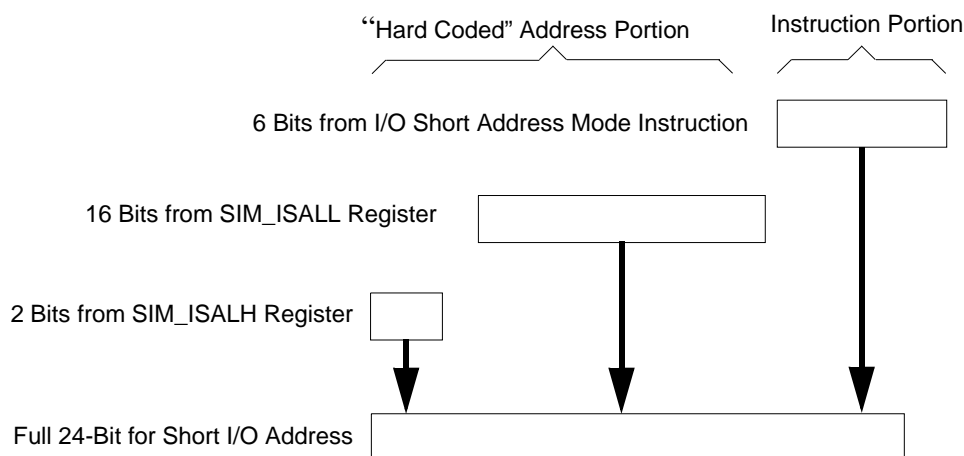 “Hard Coded” Address Portion
Instruction Portion
6 Bits from I/O Short Address Mode Instruction
16 Bits from SIM_ISALL Register
2 Bits from SIM_ISALH Register
Full 24-Bit for Short I/O Address